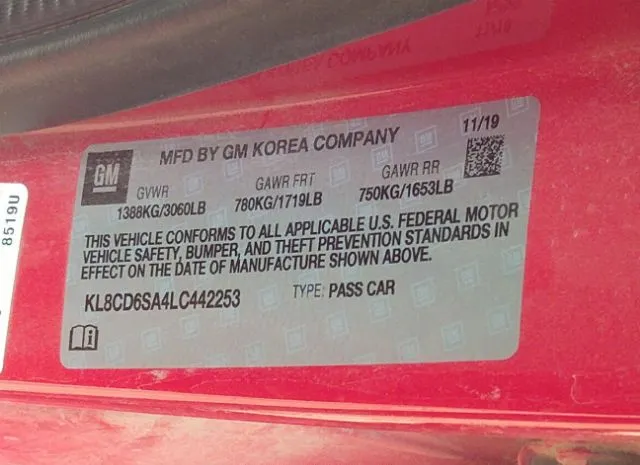 COMPANY
MFD BY GM KOREA COMPANY
11/19
GM
GVWR
GAWR FRT
GAWR RR
1388KG/3060LB
780KG/1719LB
750KG/1653LB
THIS VEHICLE CONFORMS TO ALL APPLICABLE U.S. FEDERAL MOTOR
VEHICLE SAFETY, BUMPER, AND THEFT PREVENTION STANDARDS IN
EFFECT ON THE DATE OF MANUFACTURE SHOWN ABOVE.
KL8CD6SA4LC442253
TYPE: PASS CAR
8519U